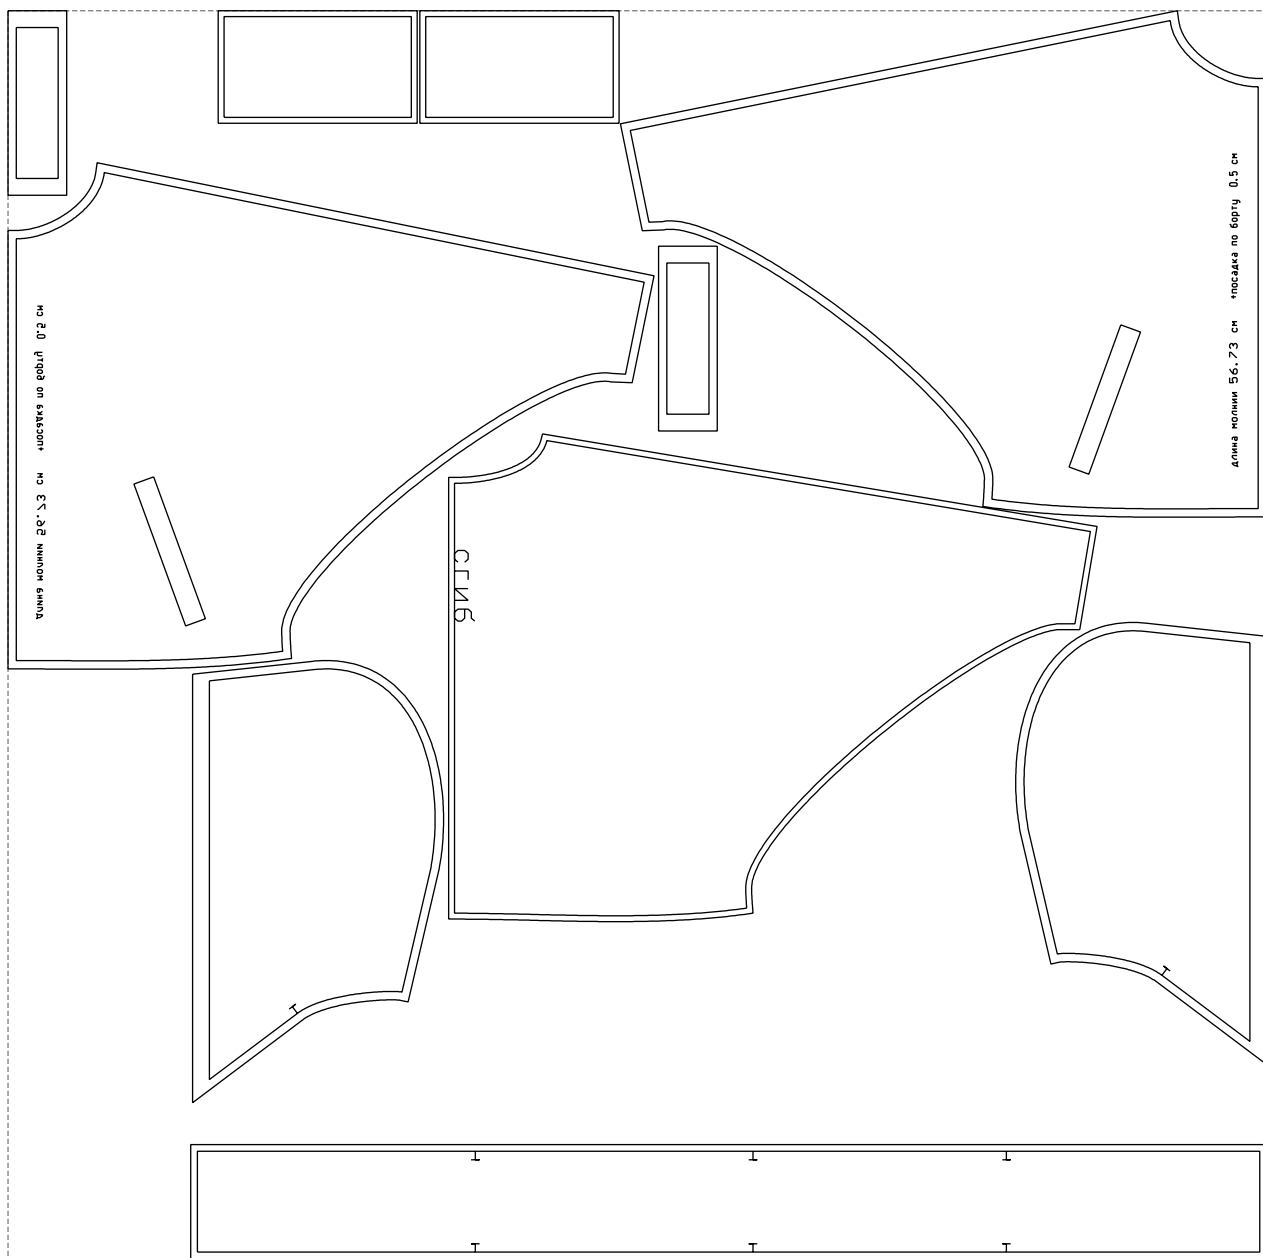 длина молнии 56.73 см *посадка по борту 0.5 см
длина молнии 56.73 см *посадка по борту 0.5 см
СГИб